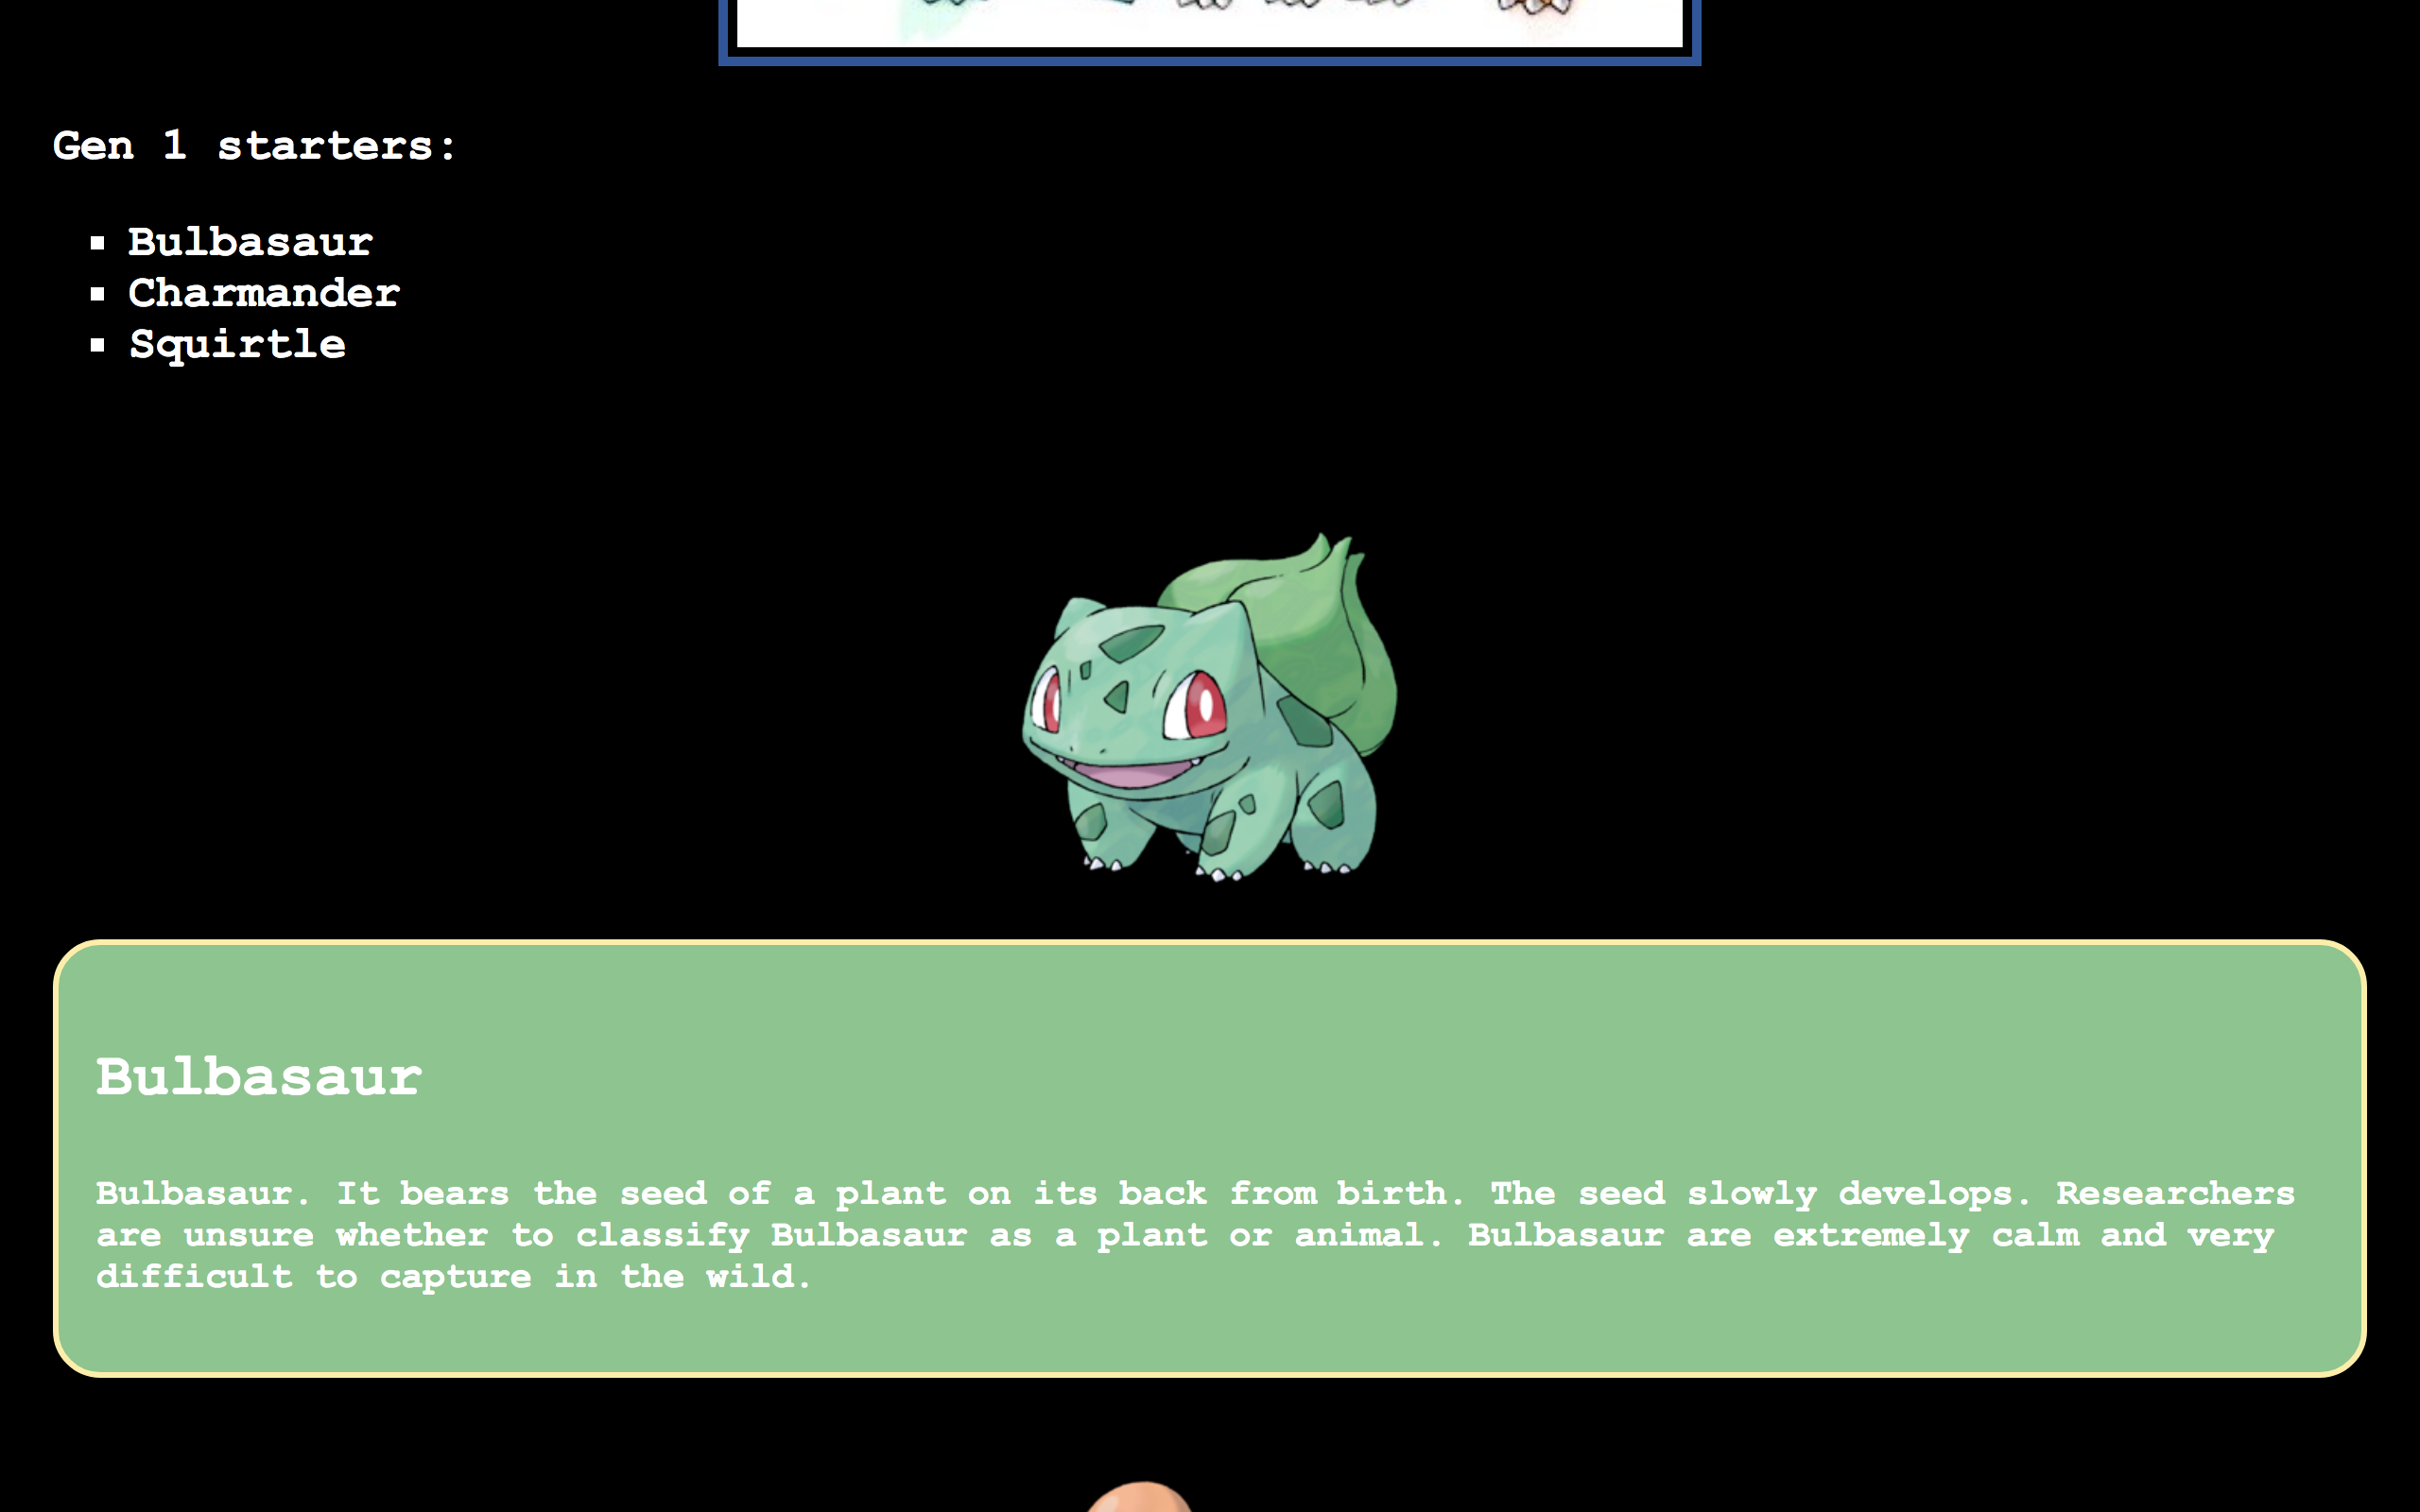 Gen 1 starters:
Bulbasaur
Charmander
Squirtle
Bulbasaur
Bulbasaur. It bears the seed of a plant on its back from birth. The seed slowly develops. Researchers
are unsure whether to classify Bulbasaur as a plant or animal. Bulbasaur are extremely calm and very
difficult to capture in the wild.